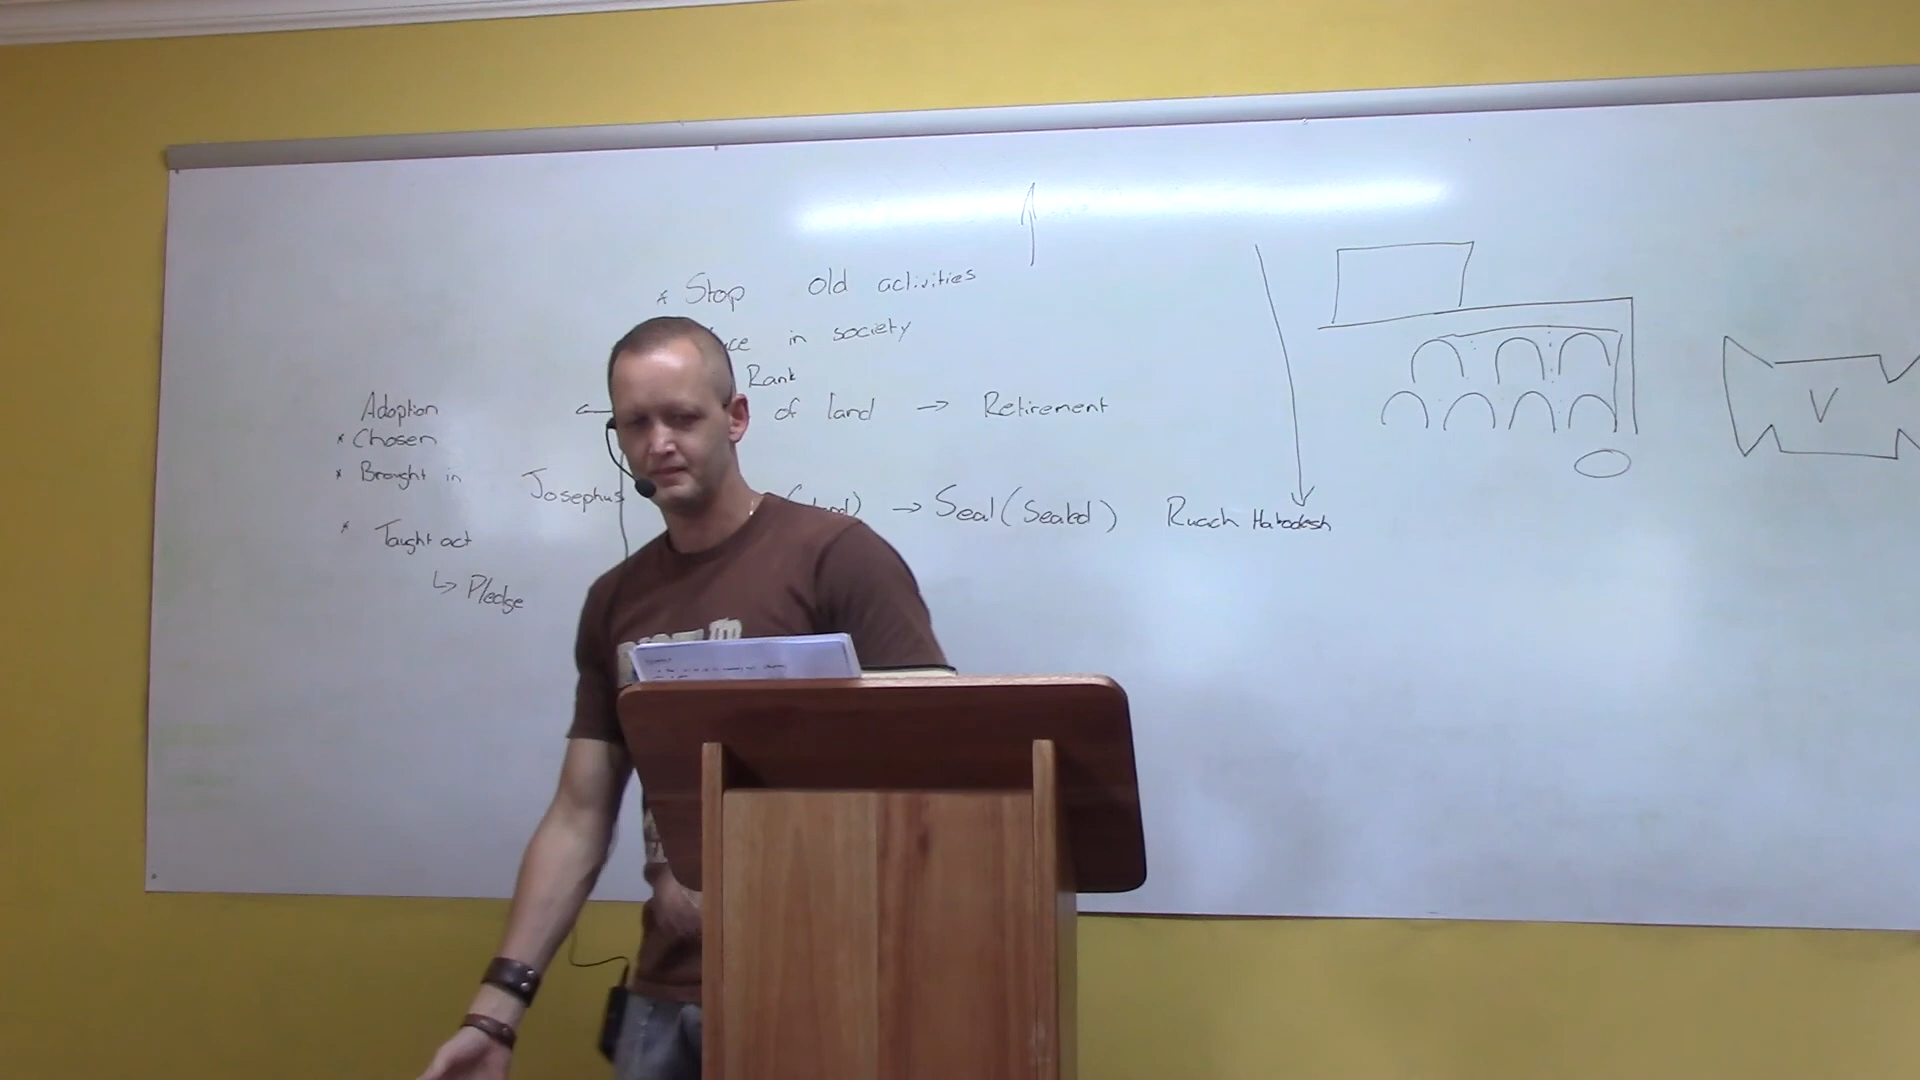 * Stop old activities
in society
Rank
of land → Retirement
Adoption ←
* Chosen
* Brought in
Josephus
* Taught act
↳ Pledge
→ Seal (Sealed) Ruach Hakodesh
V